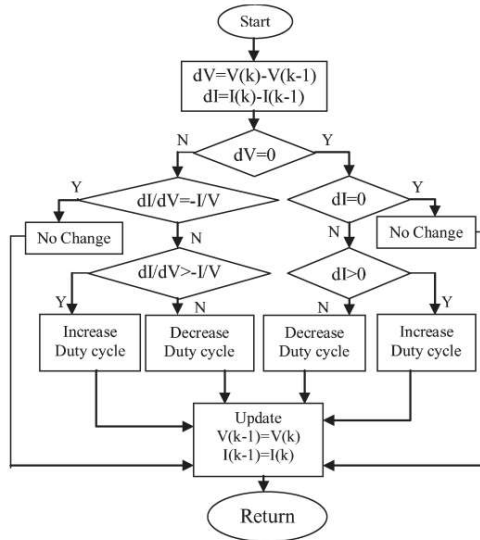 Start
dV=V(k)-V(k-1)
dI=I(k)-I(k-1)
N
Y
dV=0
Y
dI/dV=-I/V
dI=0
Y
No Change
N
N
No Change
dI/dV>-I/V
dI>0
Y
N
N
Y
Increase
Duty cycle
Decrease
Duty cycle
Decrease
Duty cycle
Increase
Duty cycle
Update
V(k-1)=V(k)
I(k-1)=I(k)
Return